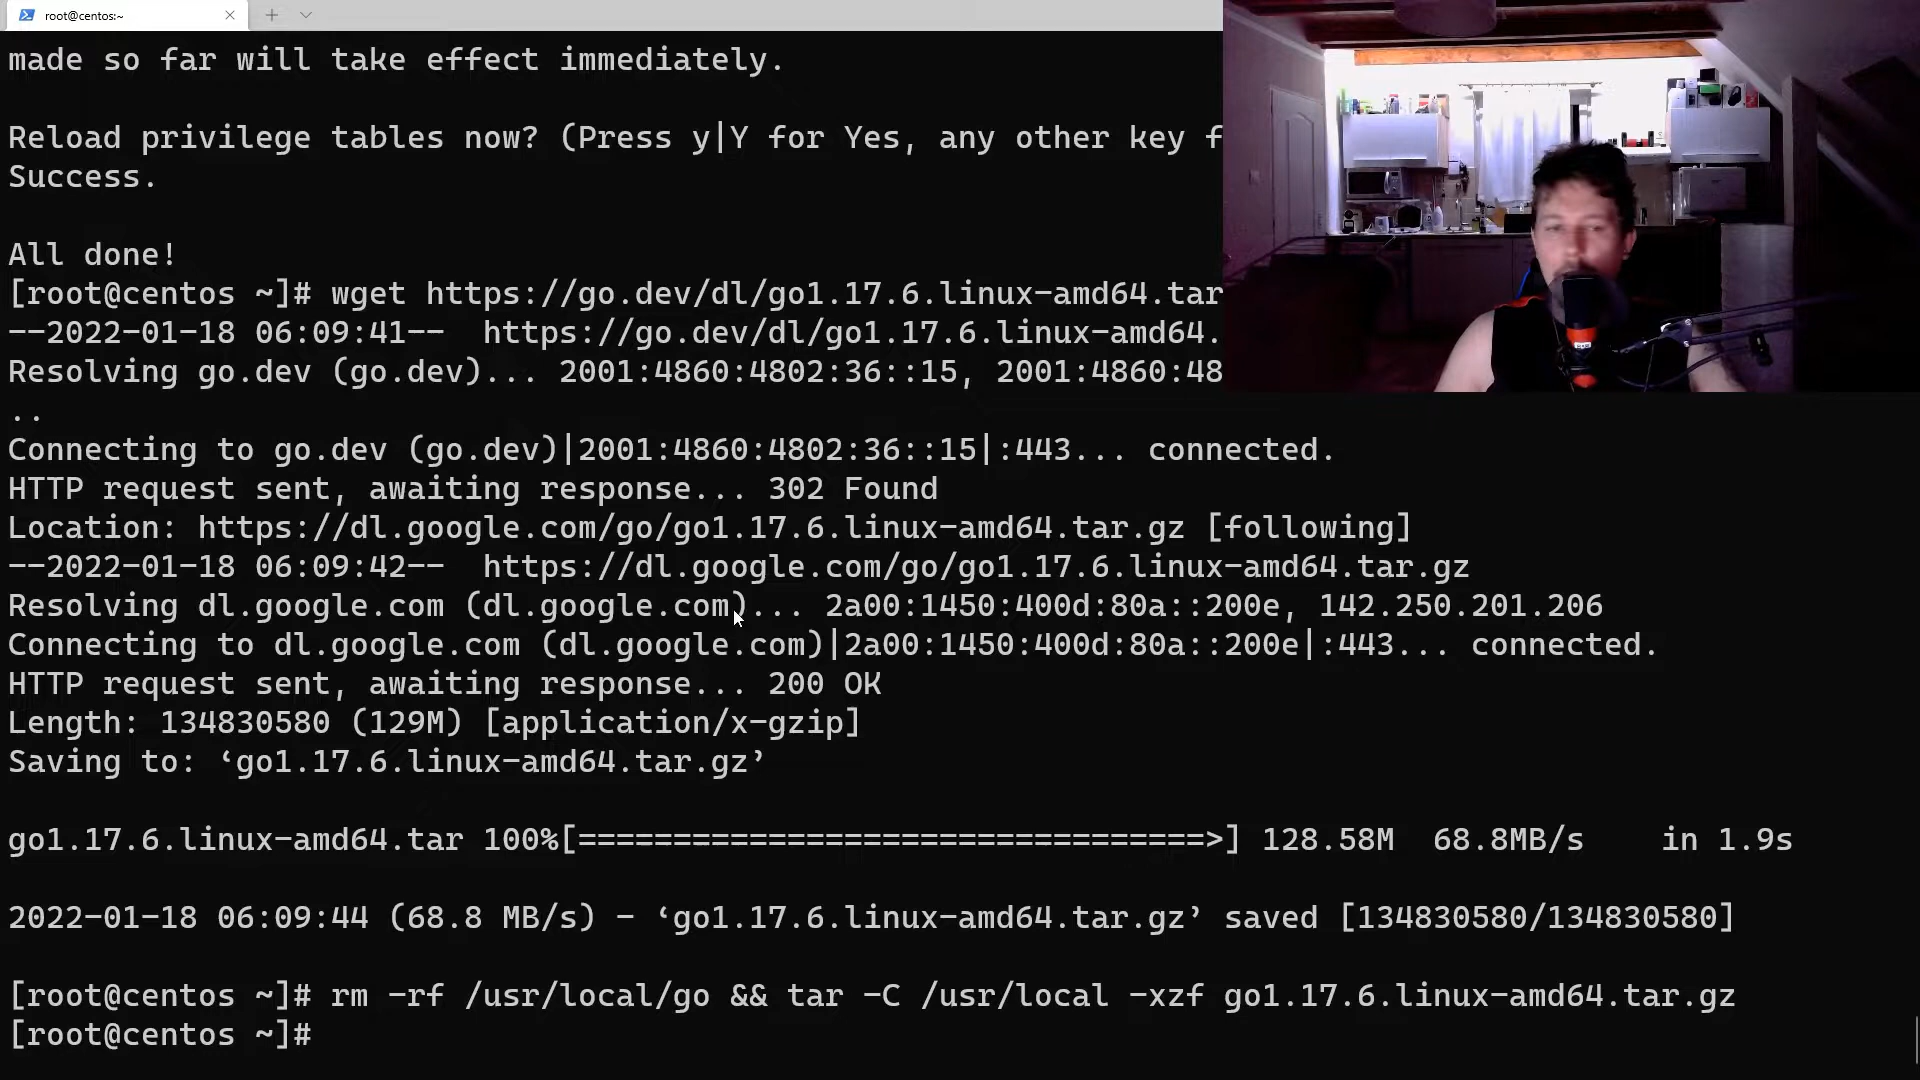 root@centos:~
made so far will take effect immediately.
Reload privilege tables now? (Press y|Y for Yes, any other key f
Success.
All done!
[root@centos ~]# wget https://go.dev/dl/go1.17.6.linux-amd64.tar
--2022-01-18 06:09:41-- https://go.dev/dl/go1.17.6.linux-amd64.
Resolving go.dev (go.dev)... 2001:4860:4802:36::15, 2001:4860:48
..
Connecting to go.dev (go.dev)|2001:4860:4802:36::15|:443... connected.
HTTP request sent, awaiting response... 302 Found
Location: https://dl.google.com/go/go1.17.6.linux-amd64.tar.gz [following]
--2022-01-18 06:09:42-- https://dl.google.com/go/go1.17.6.linux-amd64.tar.gz
Resolving dl.google.com (dl.google.com)... 2a00:1450:400d:80a::200e, 142.250.201.206
Connecting to dl.google.com (dl.google.com)|2a00:1450:400d:80a::200e|:443... connected.
HTTP request sent, awaiting response... 200 OK
Length: 134830580 (129M) [application/x-gzip]
Saving to: ‘go1.17.6.linux-amd64.tar.gz’
go1.17.6.linux-amd64.tar 100%[=================================>] 128.58M 68.8MB/s in 1.9s
2022-01-18 06:09:44 (68.8 MB/s) - ‘go1.17.6.linux-amd64.tar.gz’ saved [134830580/134830580]
[root@centos ~]# rm -rf /usr/local/go && tar -C /usr/local -xzf go1.17.6.linux-amd64.tar.gz
[root@centos ~]#